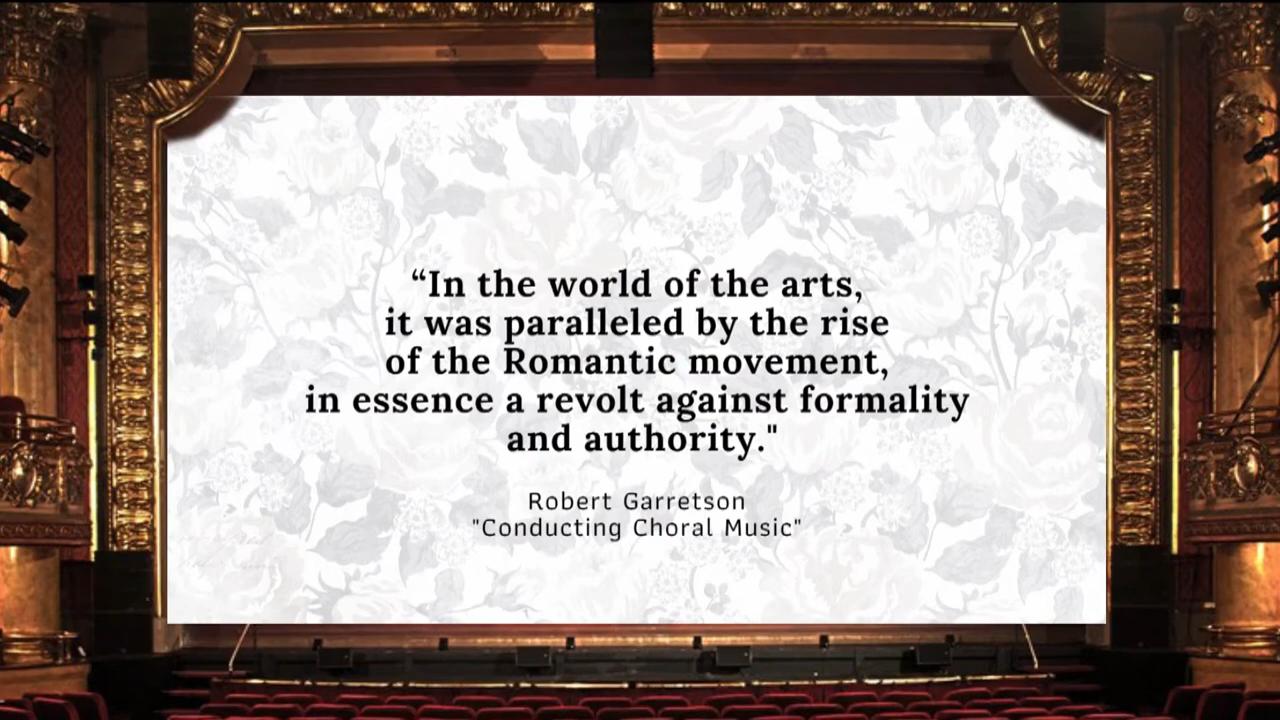 “In the world of the arts,
it was paralleled by the rise
of the Romantic movement,
in essence a revolt against formality
and authority."
Robert Garretson
"Conducting Choral Music"